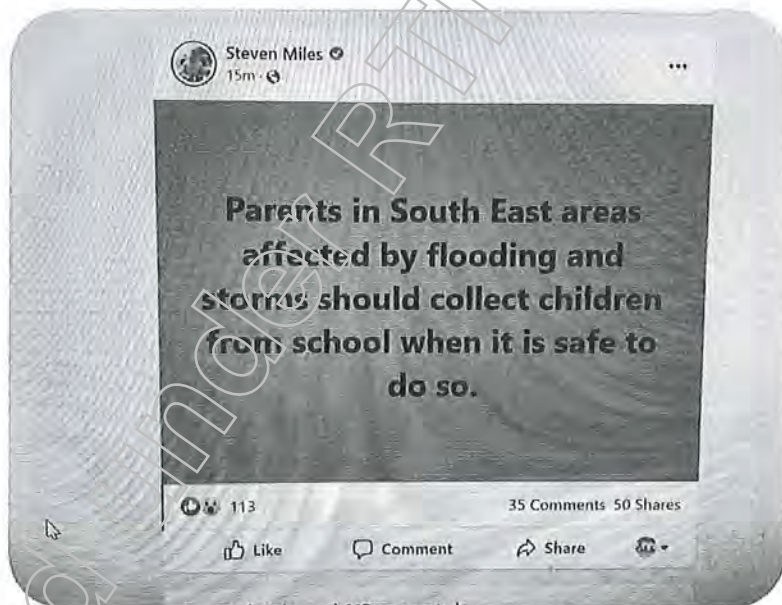 Steven Miles
15m
Parents in South East areas
affected by flooding and
storms should collect children
from school when it is safe to
do so.
113
35 Comments 50 Shares
Like
Comment
Share